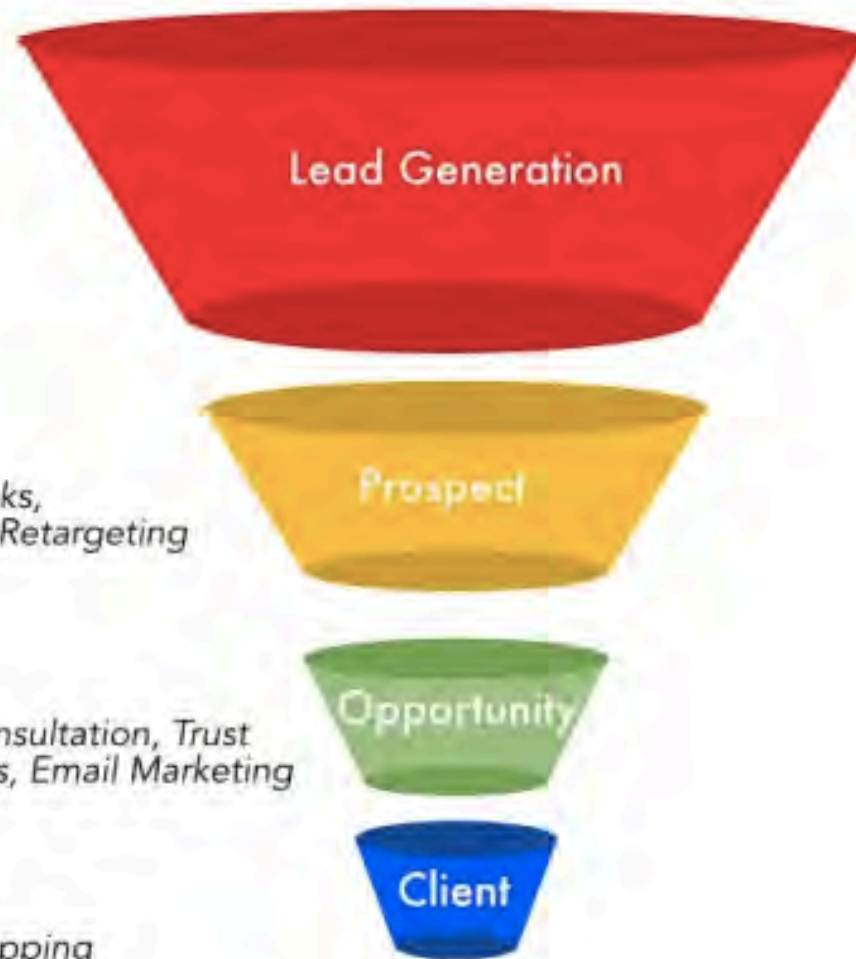 Lead Generation
Prospect
ks,
Retargeting
Opportunity
nsultation, Trust
s, Email Marketing
Client
pping